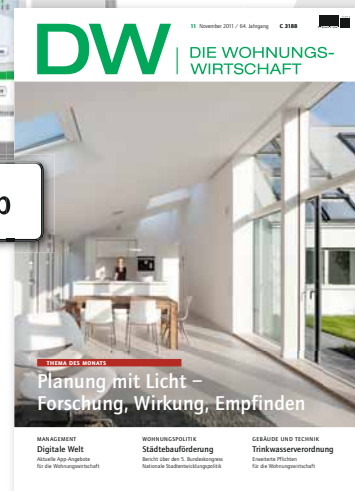 11 November 2011 / 64. Jahrgang C 3188
DW
DIE WOHNUNGS-
WIRTSCHAFT
THEMA DES MONATS
Planung mit Licht –
Forschung, Wirkung, Empfinden
MANAGEMENT
Digitale Welt
Aktuelle App-Angebote
für die Wohnungswirtschaft
WOHNUNGSPOLITIK
Städtebauförderung
Bericht über den 5. Bundeskongress
Nationale Stadtentwicklungspolitik
GEBÄUDE UND TECHNIK
Trinkwasserverordnung
Erweiterte Pflichten
für die Wohnungswirtschaft